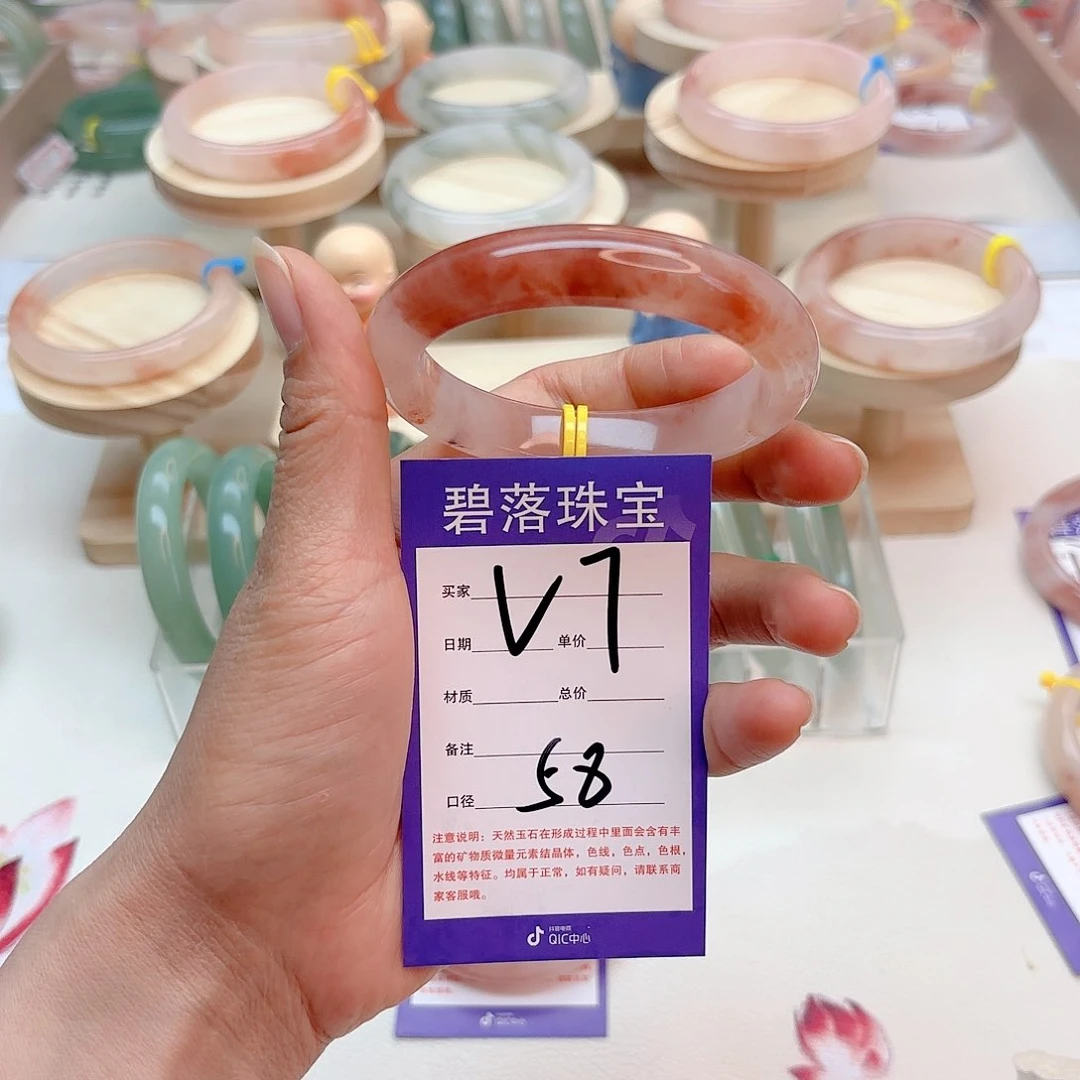 碧落珠宝
买家
V7
日期 单价
材质 总价
备注
口径 58
注意说明：天然玉石在形成过程中里面会含有丰
富的矿物质微量元素结晶体，色线，色点，色根，
水线等特征。均属于正常，如有疑问，请联系商
家客服哦。
抖音电商
QIC中心